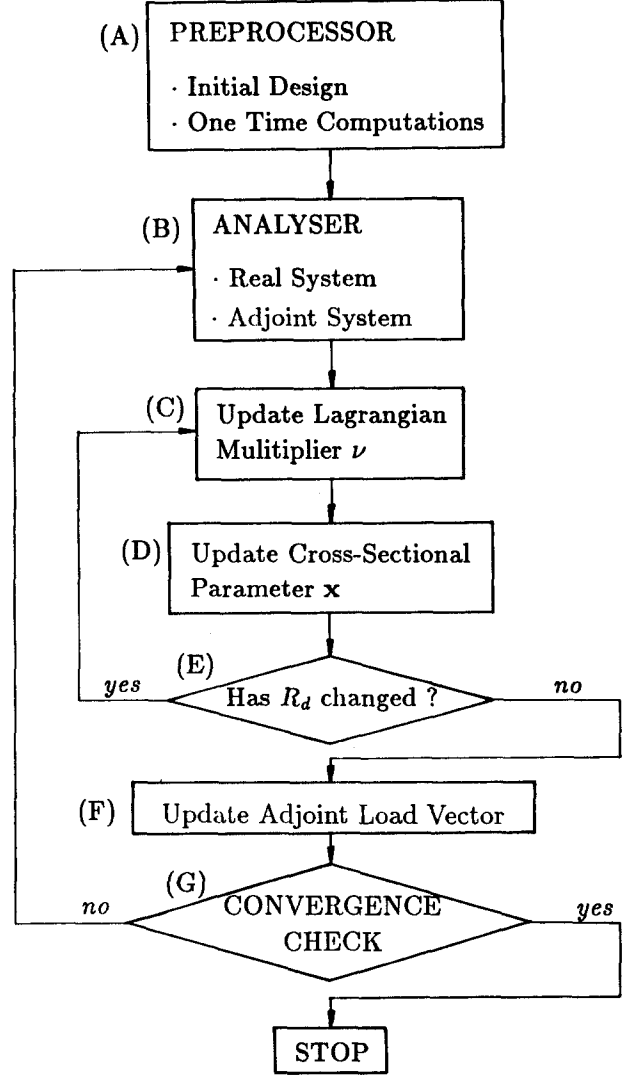 (A)
PREPROCESSOR
· Initial Design
· One Time Computations
(B)
ANALYSER
· Real System
· Adjoint System
(C)
Update Lagrangian
Mulitiplier ν
(D)
Update Cross-Sectional
Parameter x
(E)
yes
Has R_d changed ?
no
(F)
Update Adjoint Load Vector
(G)
no
CONVERGENCE
CHECK
yes
STOP